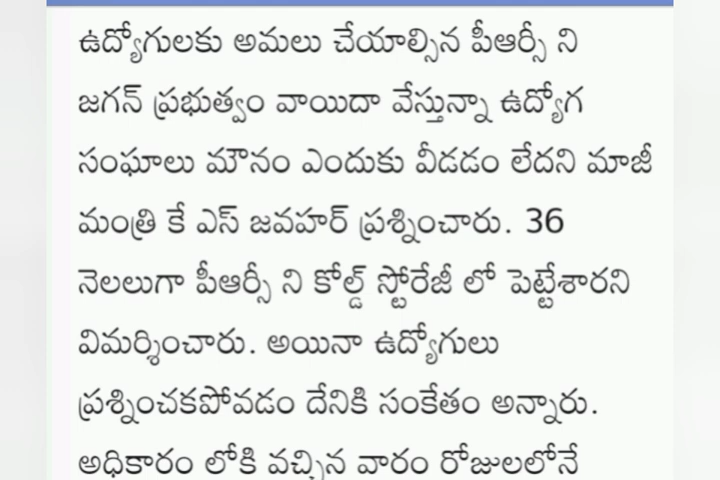 ఉద్యోగులకు అమలు చేయాల్సిన పీఆర్సీ ని
జగన్ ప్రభుత్వం వాయిదా వేస్తున్నా ఉద్యోగ
సంఘాలు మౌనం ఎందుకు వీడడం లేదని మాజీ
మంత్రి కే ఎస్ జవహర్ ప్రశ్నించారు. 36
నెలలుగా పీఆర్సీ ని కోల్డ్ స్టోరేజీ లో పెట్టేశారని
విమర్శించారు. అయినా ఉద్యోగులు
ప్రశ్నించకపోవడం దేనికి సంకేతం అన్నారు.
అధికారం లోకి వచ్చిన వారం రోజులలోనే